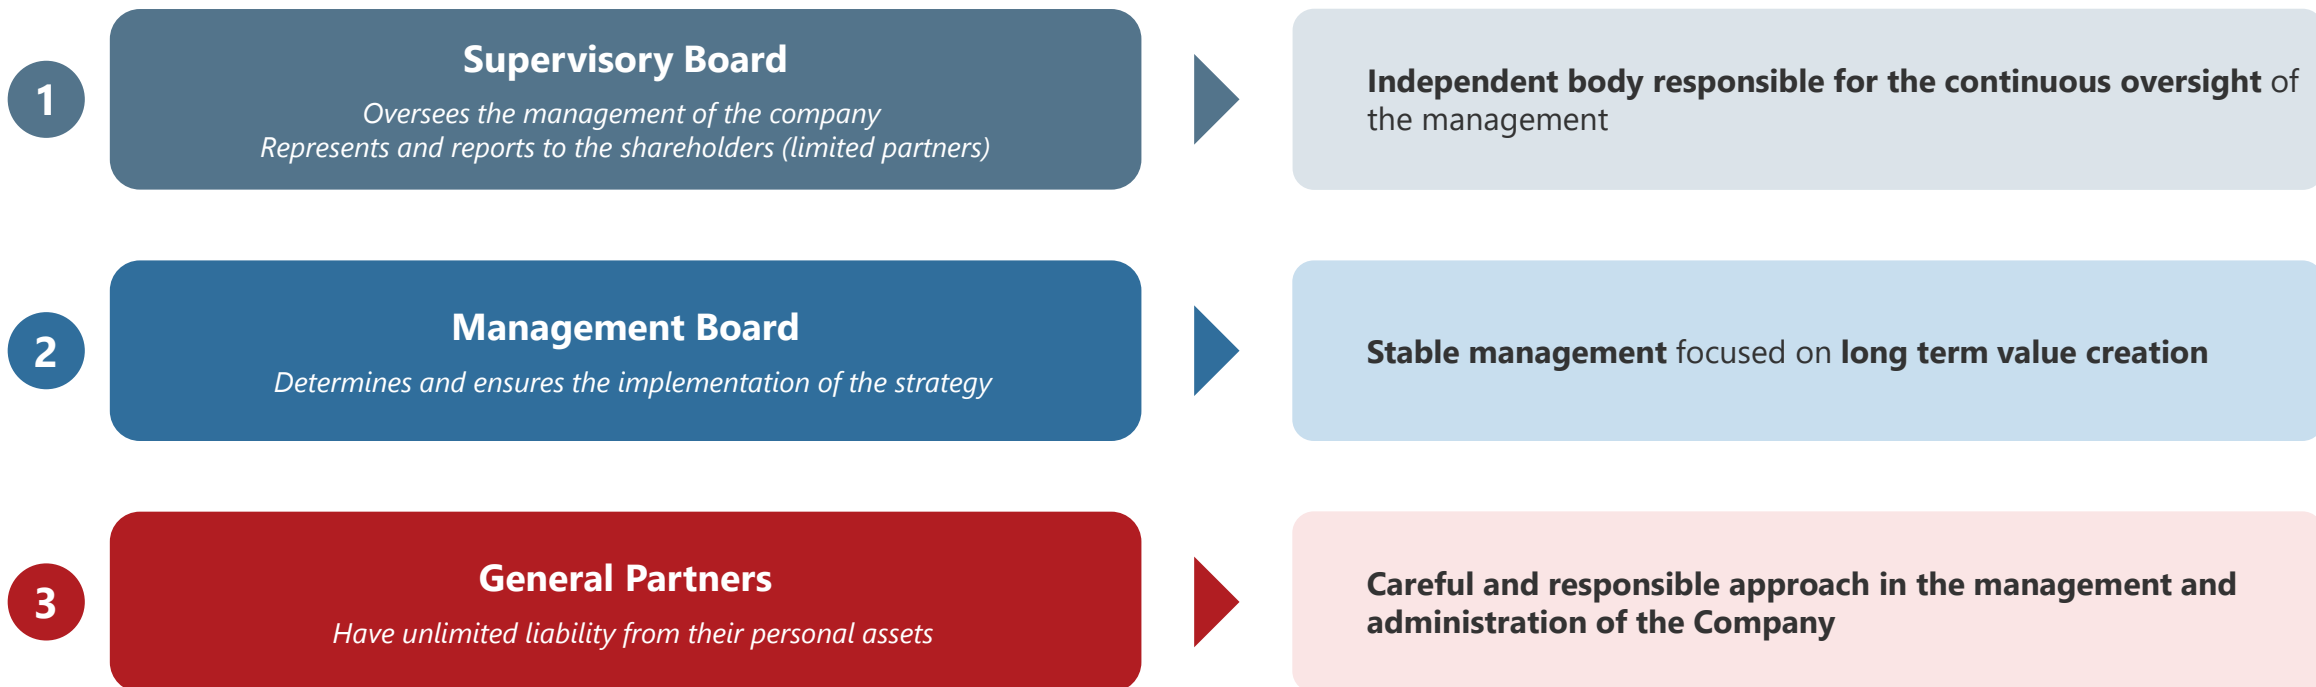 1
Supervisory Board
Oversees the management of the company
Represents and reports to the shareholders (limited partners)
Independent body responsible for the continuous oversight of
the management
2
Management Board
Determines and ensures the implementation of the strategy
Stable management focused on long term value creation
3
General Partners
Have unlimited liability from their personal assets
Careful and responsible approach in the management and
administration of the Company